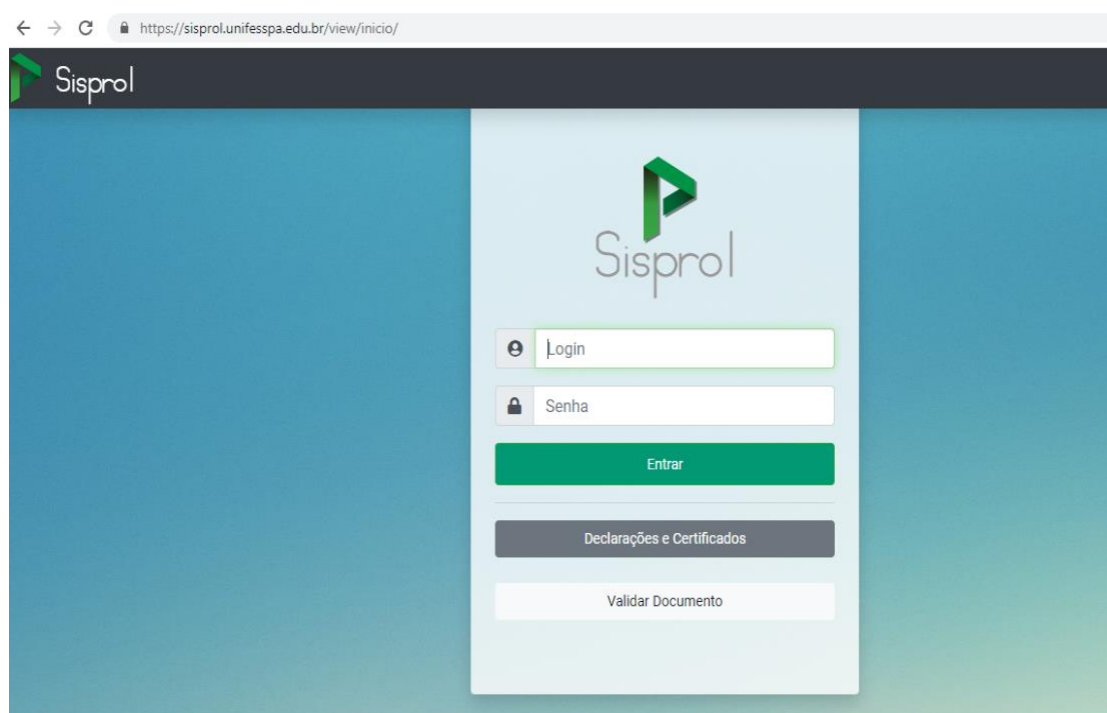 https://sisprol.unifesspa.edu.br/view/inicio/
Sisprol
Sisprol
Login
Senha
Entrar
Declarações e Certificados
Validar Documento